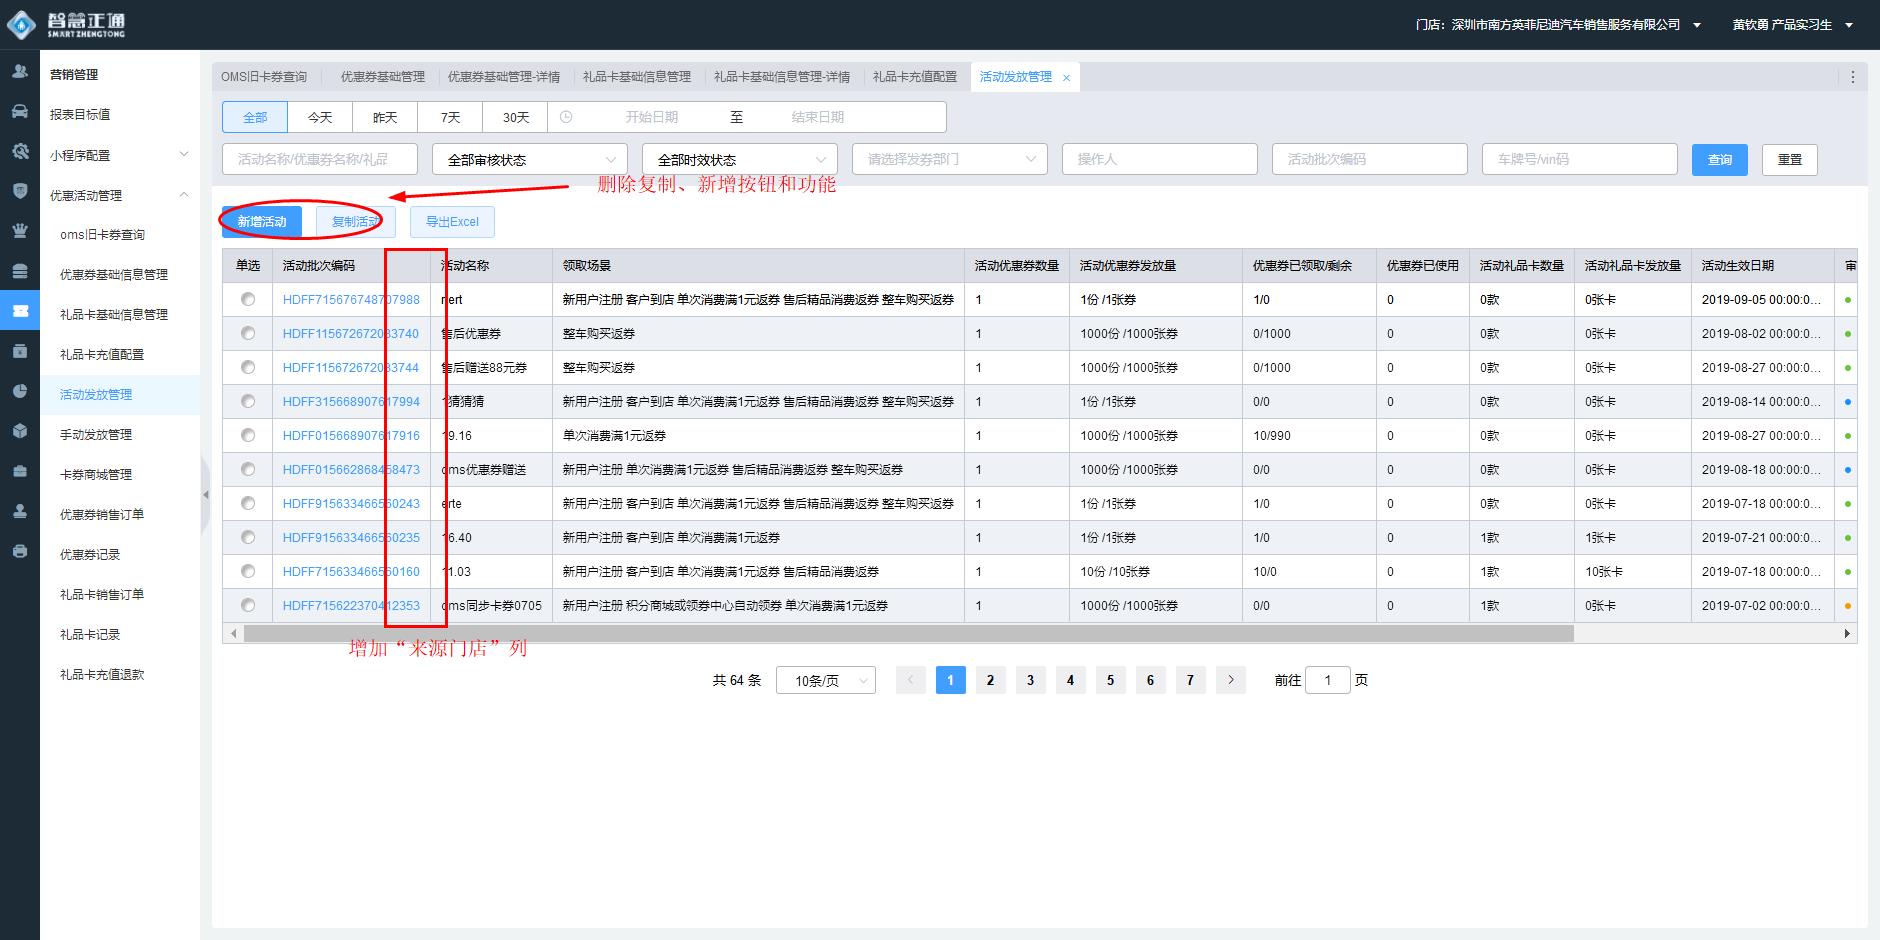 智慧正通
SMART ZHENGTONG
门店：深圳市南方英菲尼迪汽车销售服务有限公司
黄钦勇 产品实习生
营销管理
报表目标值
小程序配置
优惠活动管理
oms旧卡券查询
优惠券基础信息管理
礼品卡基础信息管理
礼品卡充值配置
活动发放管理
手动发放管理
卡券商城管理
优惠券销售订单
优惠券记录
礼品卡销售订单
礼品卡记录
礼品卡充值退款
OMS旧卡券查询 优惠券基础管理 优惠券基础管理-详情 礼品卡基础信息管理 礼品卡基础信息管理-详情 礼品卡充值配置 活动发放管理 ×
全部 今天 昨天 7天 30天 开始日期 至 结束日期
活动名称/优惠券名称/礼品 全部审核状态 全部时效状态 请选择发券部门 操作人 活动批次编码 车牌号/vin码 查询 重置
删除复制、新增按钮和功能
新增活动 复制活动 导出Excel
单选 活动批次编码 活动名称 领取场景 活动优惠券数量 活动优惠券发放量 优惠券已领取/剩余 优惠券已使用 活动礼品卡数量 活动礼品卡发放量 活动生效日期 审
HDFF715676748707988 新用户注册 客户到店 单次消费满1元返券 售后精品消费返券 整车购买返券 1 1份 /1张券 1/0 0 0款 0张卡 2019-09-05 00:00:0...
HDFF115672672083740 售后优惠券 整车购买返券 1 1000份 /1000张券 0/1000 0 0款 0张卡 2019-08-02 00:00:0...
HDFF115672672083744 售后赠送88元券 整车购买返券 1 1000份 /1000张券 0/1000 0 0款 0张卡 2019-08-27 00:00:0...
HDFF315668907617994 猜猜猜 新用户注册 客户到店 单次消费满1元返券 售后精品消费返券 整车购买返券 1 1份 /1张券 0/0 0 0款 0张卡 2019-08-14 00:00:0...
HDFF015668907617916 19.16 单次消费满1元返券 1 1000份 /1000张券 10/990 0 0款 0张卡 2019-08-27 00:00:0...
HDFF015662868458473 oms优惠券赠送 新用户注册 单次消费满1元返券 售后精品消费返券 整车购买返券 1 1000份 /1000张券 0/0 0 0款 0张卡 2019-08-18 00:00:0...
HDFF915633466560243 erte 新用户注册 客户到店 单次消费满1元返券 售后精品消费返券 整车购买返券 1 1份 /1张券 1/0 0 0款 0张卡 2019-07-18 00:00:0...
HDFF915633466560235 16.40 新用户注册 客户到店 单次消费满1元返券 1 1份 /1张券 1/0 0 1款 1张卡 2019-07-21 00:00:0...
HDFF715633466560160 11.03 新用户注册 客户到店 单次消费满1元返券 售后精品消费返券 1 10份 /10张券 10/0 0 1款 10张卡 2019-07-18 00:00:0...
HDFF715622370412353 oms同步卡券0705 新用户注册 积分商城或领券中心自动领券 单次消费满1元返券 1 1000份 /1000张券 0/0 0 1款 0张卡 2019-07-02 00:00:0...
增加“来源门店”列
共 64 条 10条/页 1 2 3 4 5 6 7 前往 1 页